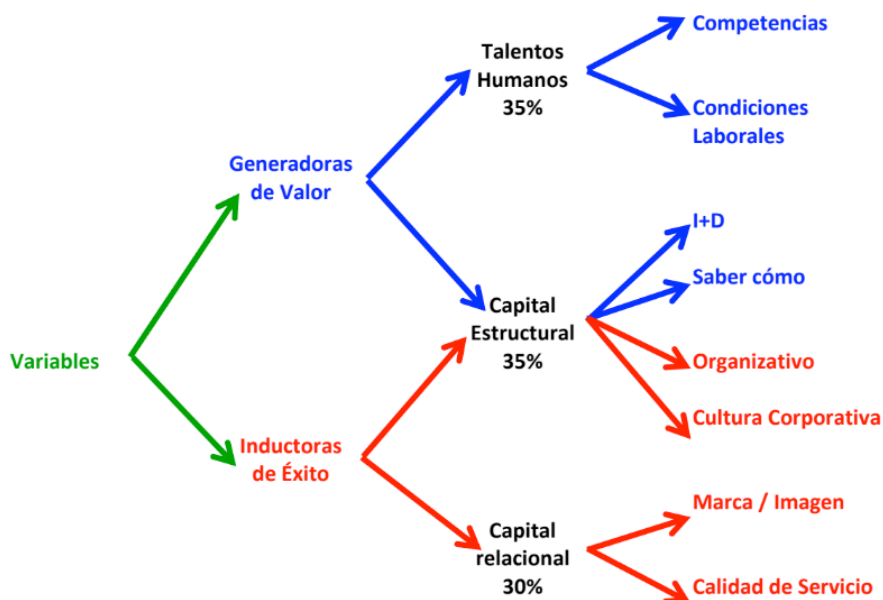 Variables
Generadoras
de Valor
Inductoras
de Éxito
Talentos
Humanos
35%
Capital
Estructural
35%
Capital
relacional
30%
Competencias
Condiciones
Laborales
I+D
Saber cómo
Organizativo
Cultura Corporativa
Marca / Imagen
Calidad de Servicio